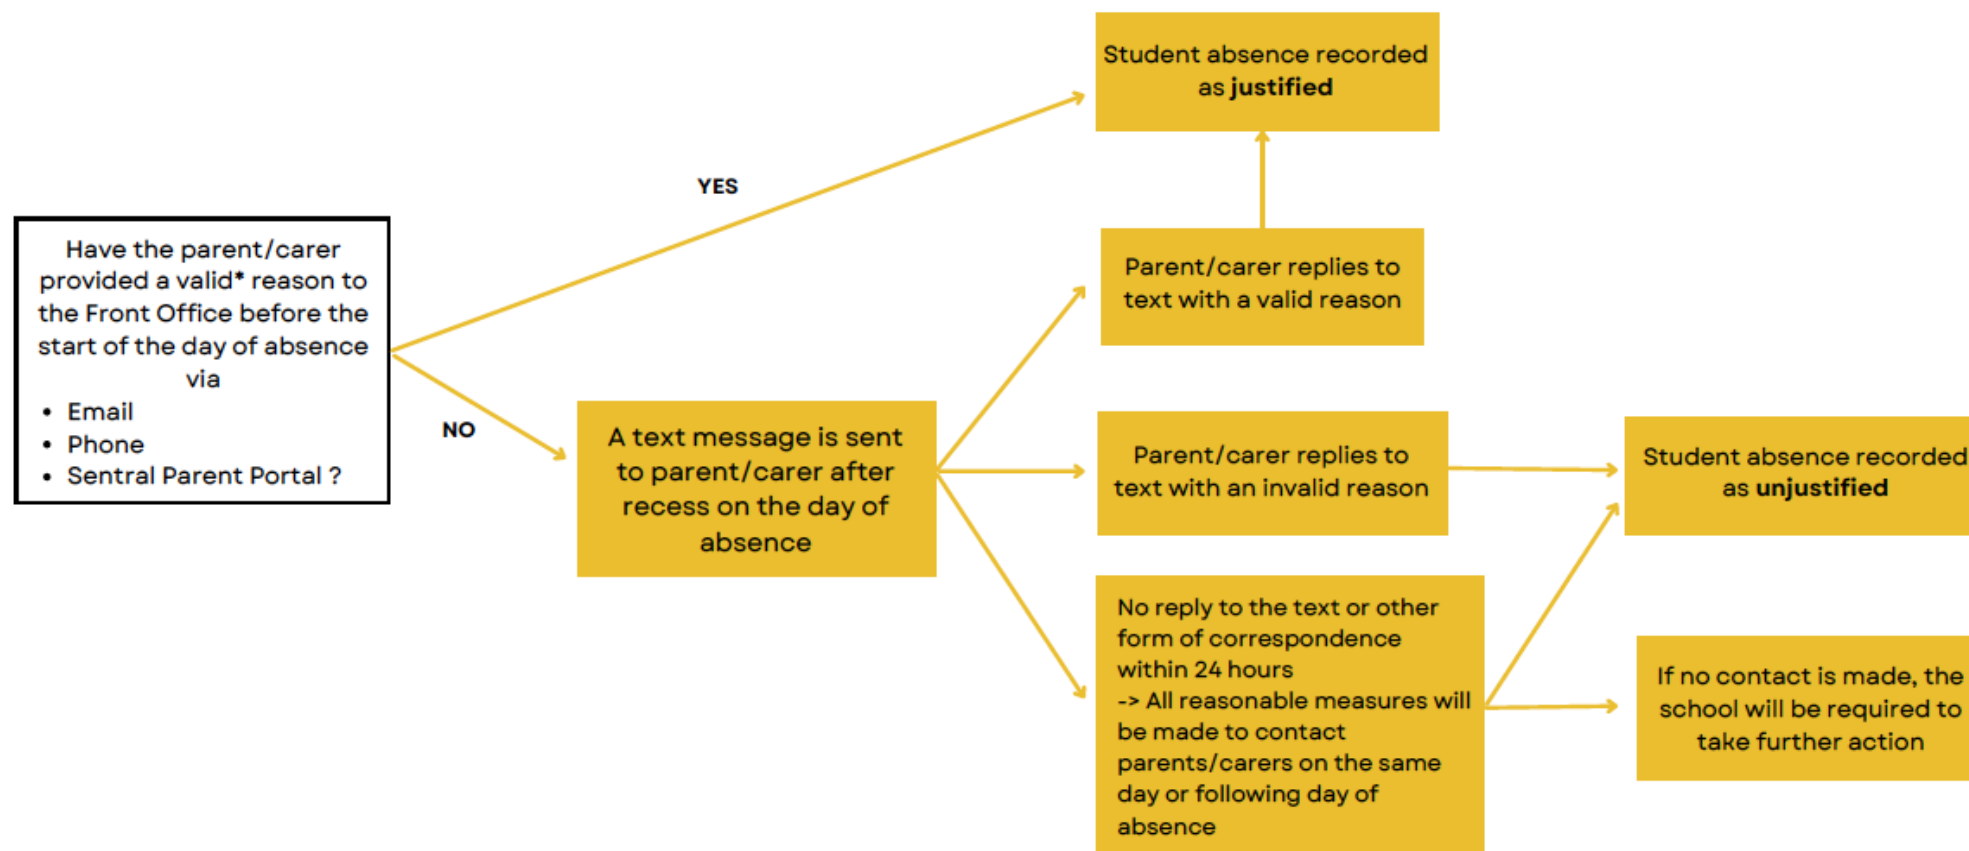 Have the parent/carer
provided a valid* reason to
the Front Office before the
start of the day of absence
via
• Email
• Phone
• Sentral Parent Portal ?
YES
NO
A text message is sent
to parent/carer after
recess on the day of
absence
Student absence recorded
as justified
Parent/carer replies to
text with a valid reason
Parent/carer replies to
text with an invalid reason
No reply to the text or other
form of correspondence
within 24 hours
-> All reasonable measures will
be made to contact
parents/carers on the same
day or following day of
absence
Student absence recorded
as unjustified
If no contact is made, the
school will be required to
take further action